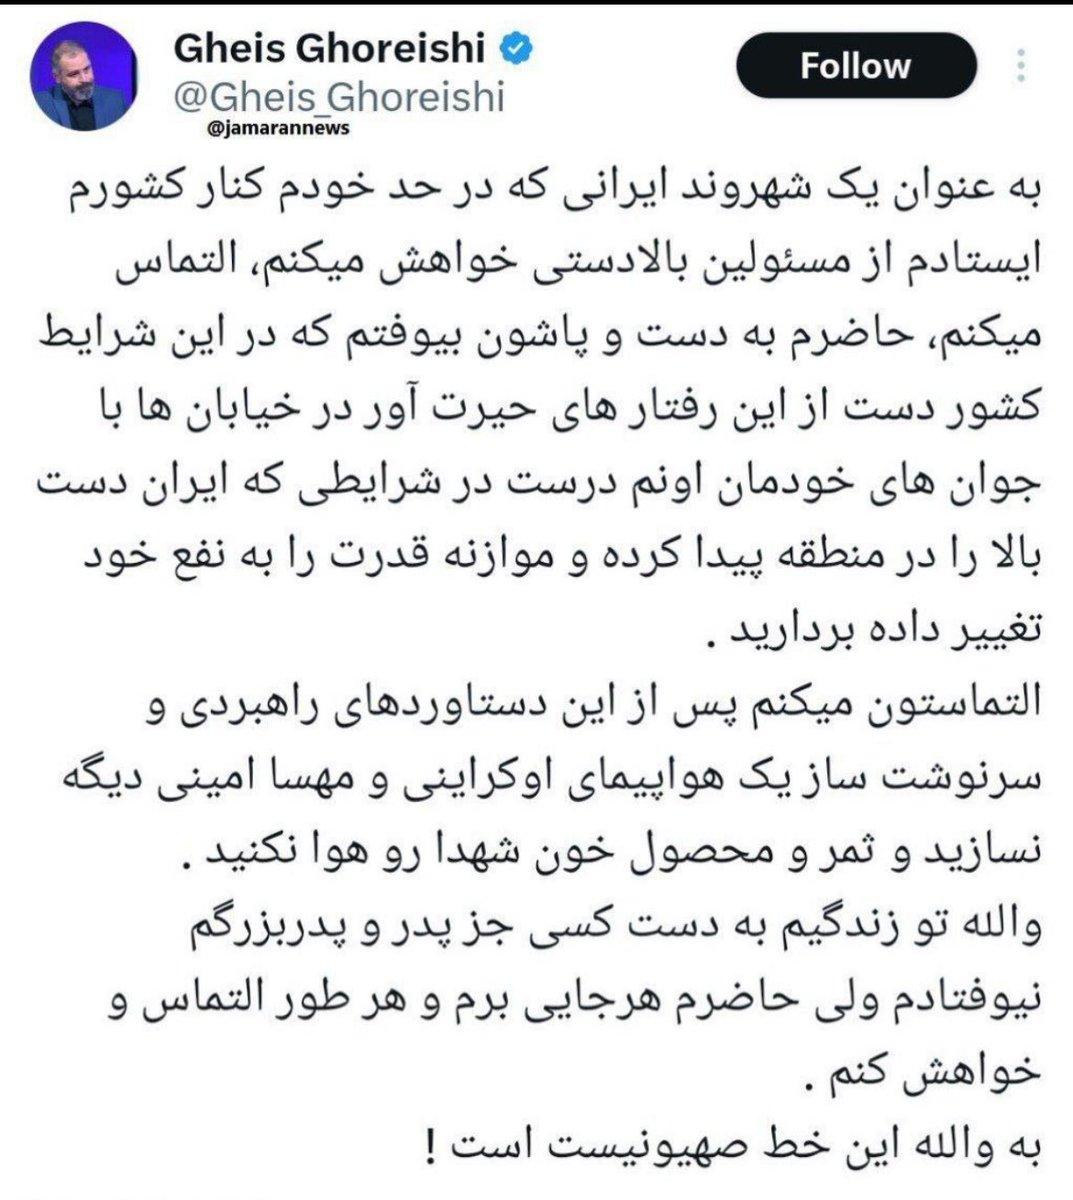 Gheis Ghoreishi
Follow
@Gheis_Ghoreishi
@jamarannews
به عنوان یک شهروند ایرانی که در حد خودم کنار کشورم
ایستادم از مسئولین بالادستی خواهش میکنم، التماس
میکنم، حاضرم به دست و پاشون بیوفتم که در این شرایط
کشور دست از این رفتار های حیرت آور در خیابان ها با
جوان های خودمان اونم درست در شرایطی که ایران دست
بالا را در منطقه پیدا کرده و موازنه قدرت را به نفع خود
تغییر داده بردارید .
التماستون میکنم پس از این دستاوردهای راهبردی و
سرنوشت ساز یک هواپیمای اوکراینی و مهسا امینی دیگه
نسازید و ثمر و محصول خون شهدا رو هوا نکنید .
والله تو زندگیم به دست کسی جز پدر و پدربزرگم
نیوفتادم ولی حاضرم هرجایی برم و هر طور التماس و
خواهش کنم .
به والله این خط صهیونیست است !